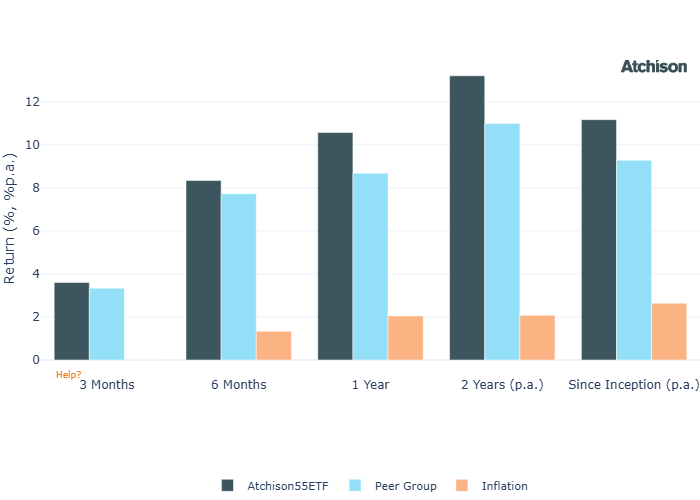 Atchison
12
10
8
6
4
2
0
Return (%, %p.a.)
Help?
3 Months
6 Months
1 Year
2 Years (p.a.)
Since Inception (p.a.)
Atchison55ETF
Peer Group
Inflation